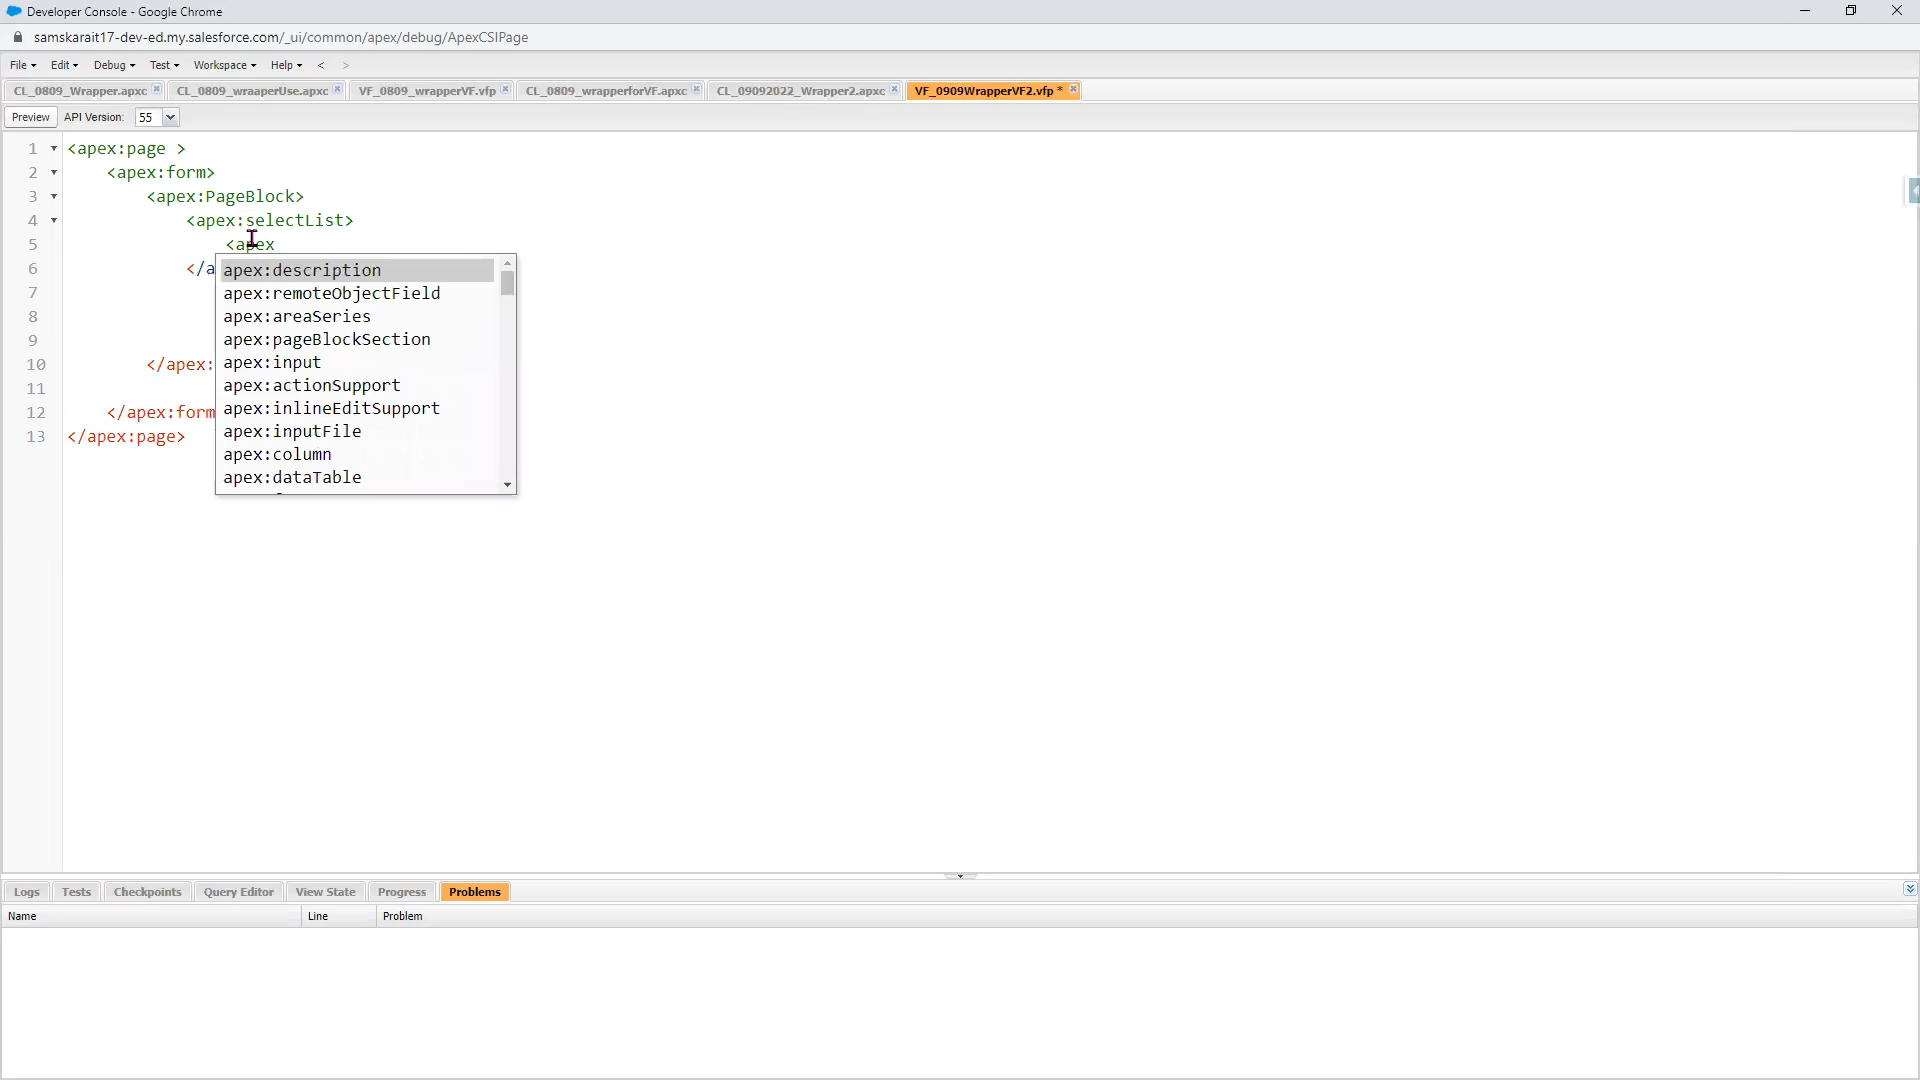 Developer Console - Google Chrome
samskarait17-dev-ed.my.salesforce.com/_ui/common/apex/debug/ApexCSIPage
File Edit Debug Test Workspace Help < >
CL_0809_Wrapper.apxc CL_0809_wraaperUse.apxc VF_0809_wrapperVF.vfp CL_0809_wrapperforVF.apxc CL_09092022_Wrapper2.apxc VF_0909WrapperVF2.vfp *
Preview API Version: 55
1 <apex:page >
2 <apex:form>
3 <apex:PageBlock>
4 <apex:selectList>
5 <apex
6 </a
7
8
9
10 </apex:
11
12 </apex:form
13 </apex:page>
apex:description
apex:remoteObjectField
apex:areaSeries
apex:pageBlockSection
apex:input
apex:actionSupport
apex:inlineEditSupport
apex:inputFile
apex:column
apex:dataTable
Logs Tests Checkpoints Query Editor View State Progress Problems
Name Line Problem